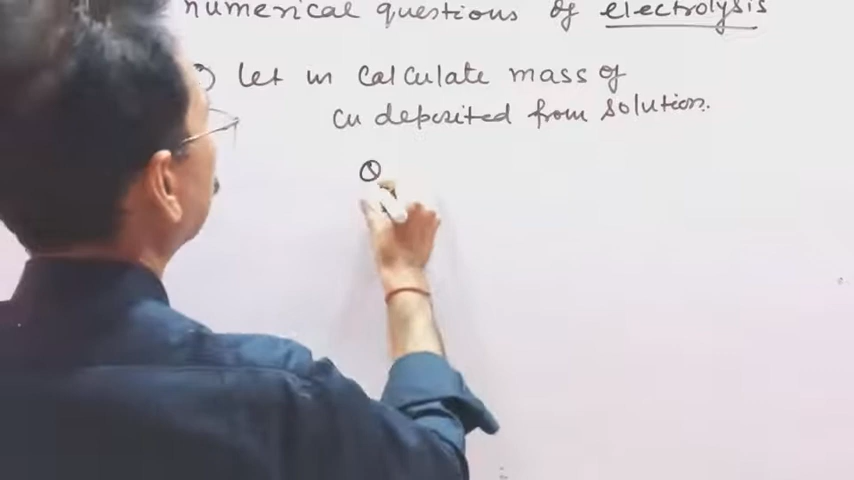 numerical questions of electrolysis
let us calculate mass of
Cu deposited from solution.
Q